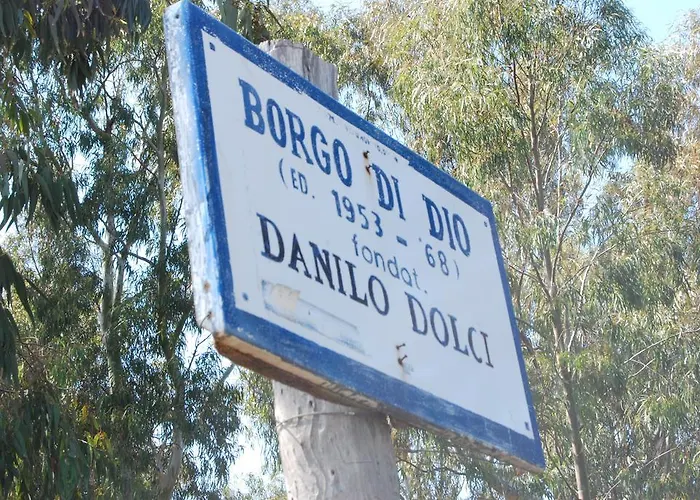 BORGO DI DIO
(ED. 1953 - '68)
fondat.
DANILO DOLCI